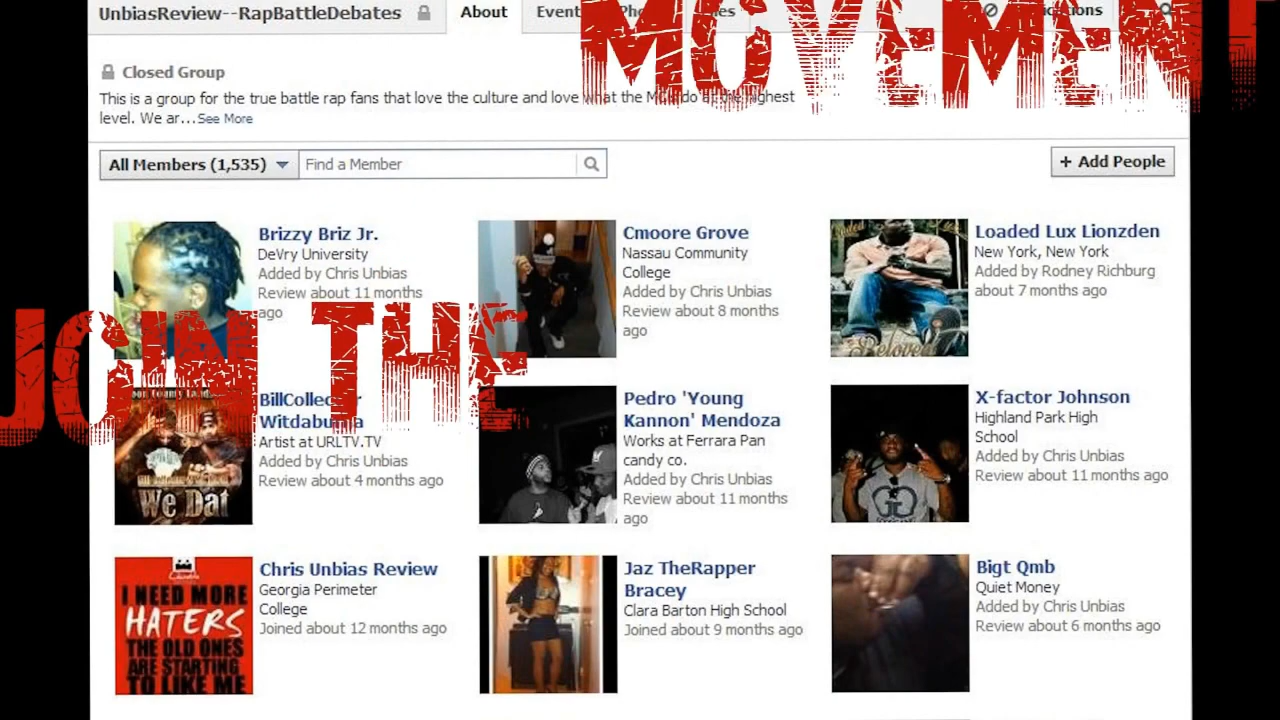 UnbiasReview--RapBattleDebates
About
MOVEMENT
Closed Group
This is a group for the true battle rap fans that love the culture and love what the MCs do at the highest
level. We ar...See More
All Members (1,535)
Find a Member
+ Add People
Brizzy Briz Jr.
DeVry University
Added by Chris Unbias
Review about 11 months
ago
Cmoore Grove
Nassau Community
College
Added by Chris Unbias
Review about 8 months
ago
Loaded Lux Lionzden
New York, New York
Added by Rodney Richburg
about 7 months ago
Beloved
JOIN THE
BillCollector
Artist at URLTV.TV
Added by Chris Unbias
Review about 4 months ago
We Dat
Pedro 'Young
Kannon' Mendoza
Works at Ferrara Pan
candy co.
Added by Chris Unbias
Review about 11 months
ago
X-factor Johnson
Highland Park High
School
Added by Chris Unbias
Review about 11 months ago
Chris Unbias Review
Georgia Perimeter
College
Joined about 12 months ago
I NEED MORE
HATERS
THE OLD ONES
ARE STARTING
TO LIKE ME
Jaz TheRapper
Bracey
Clara Barton High School
Joined about 9 months ago
Bigt Qmb
Quiet Money
Added by Chris Unbias
Review about 6 months ago